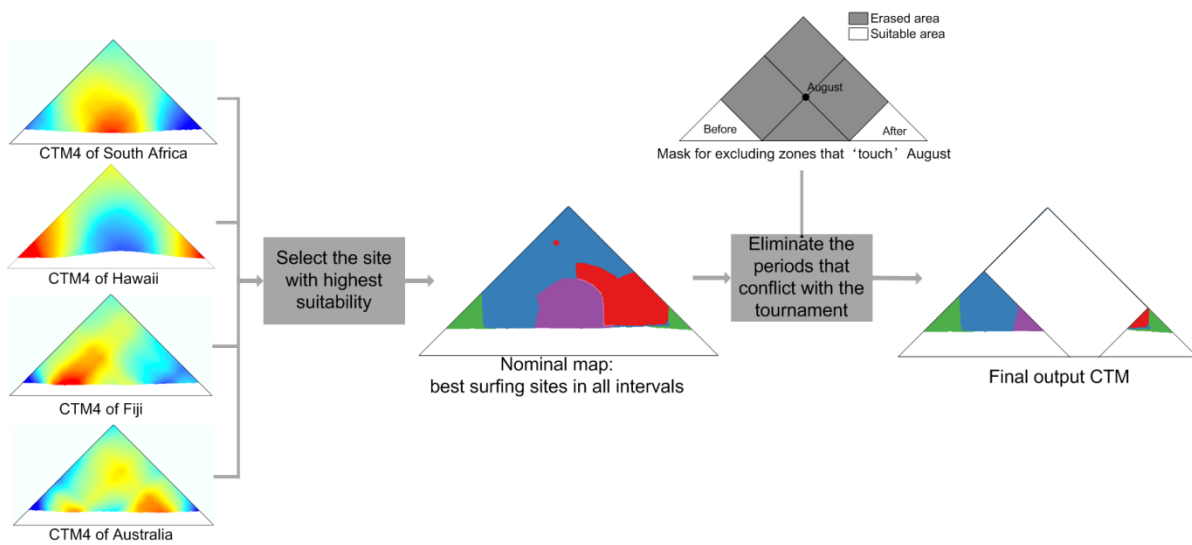 CTM4 of South Africa
CTM4 of Hawaii
CTM4 of Fiji
CTM4 of Australia
Select the site
with highest
suitability
Nominal map:
best surfing sites in all intervals
Erased area
Suitable area
August
Before
After
Mask for excluding zones that ‘touch’ August
Eliminate the
periods that
conflict with the
tournament
Final output CTM